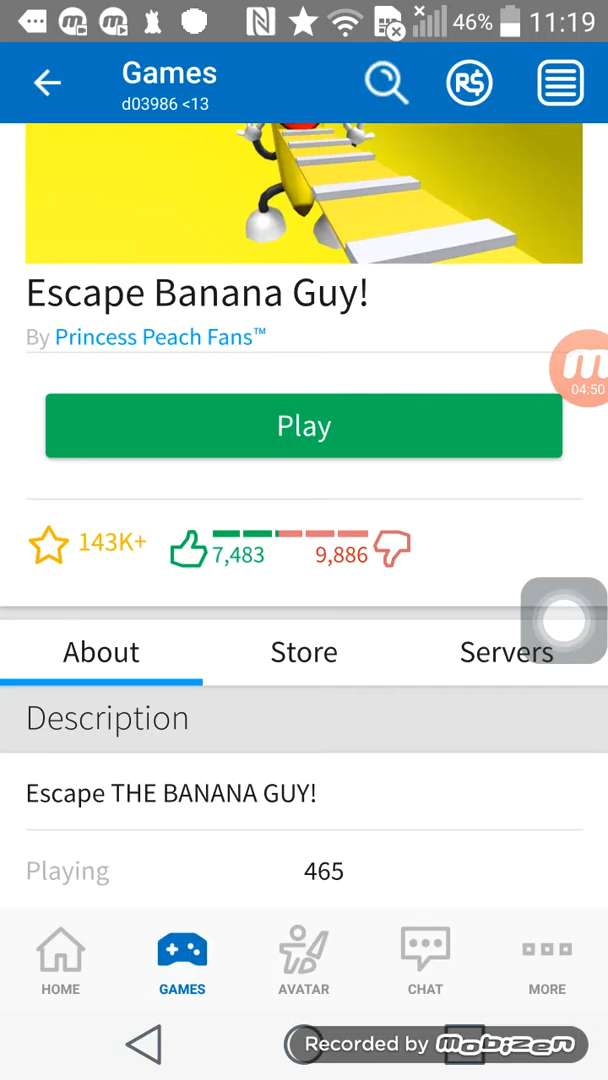 46% 11:19
Games
d03986 <13
R$
Escape Banana Guy!
By Princess Peach Fans™
04:50
Play
143K+
7,483
9,886
About Store Servers
Description
Escape THE BANANA GUY!
Playing 465
HOME GAMES AVATAR CHAT MORE
Recorded by mobizen